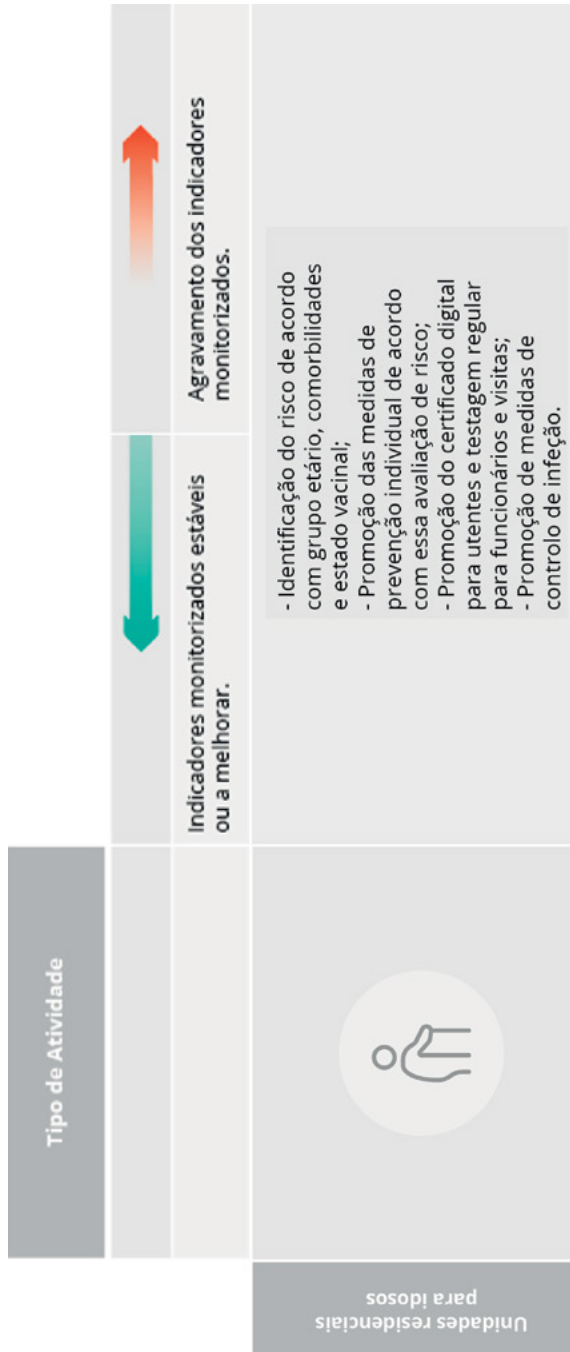 Tipo de Atividade
Indicadores monitorizados estáveis
ou a melhorar.
Agravamento dos indicadores
monitorizados.
Unidades residenciais
para idosos
- Identificação do risco de acordo
com grupo etário, comorbilidades
e estado vacinal;
- Promoção das medidas de
prevenção individual de acordo
com essa avaliação de risco;
- Promoção do certificado digital
para utentes e testagem regular
para funcionários e visitas;
- Promoção de medidas de
controlo de infeção.